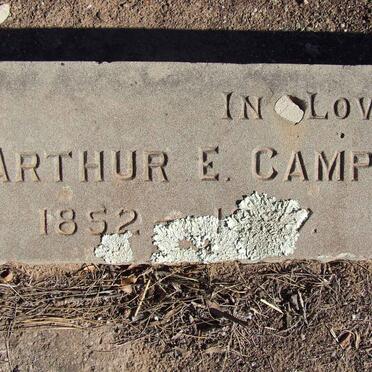 IN LOV
ARTHUR E. CAMP
1852 -